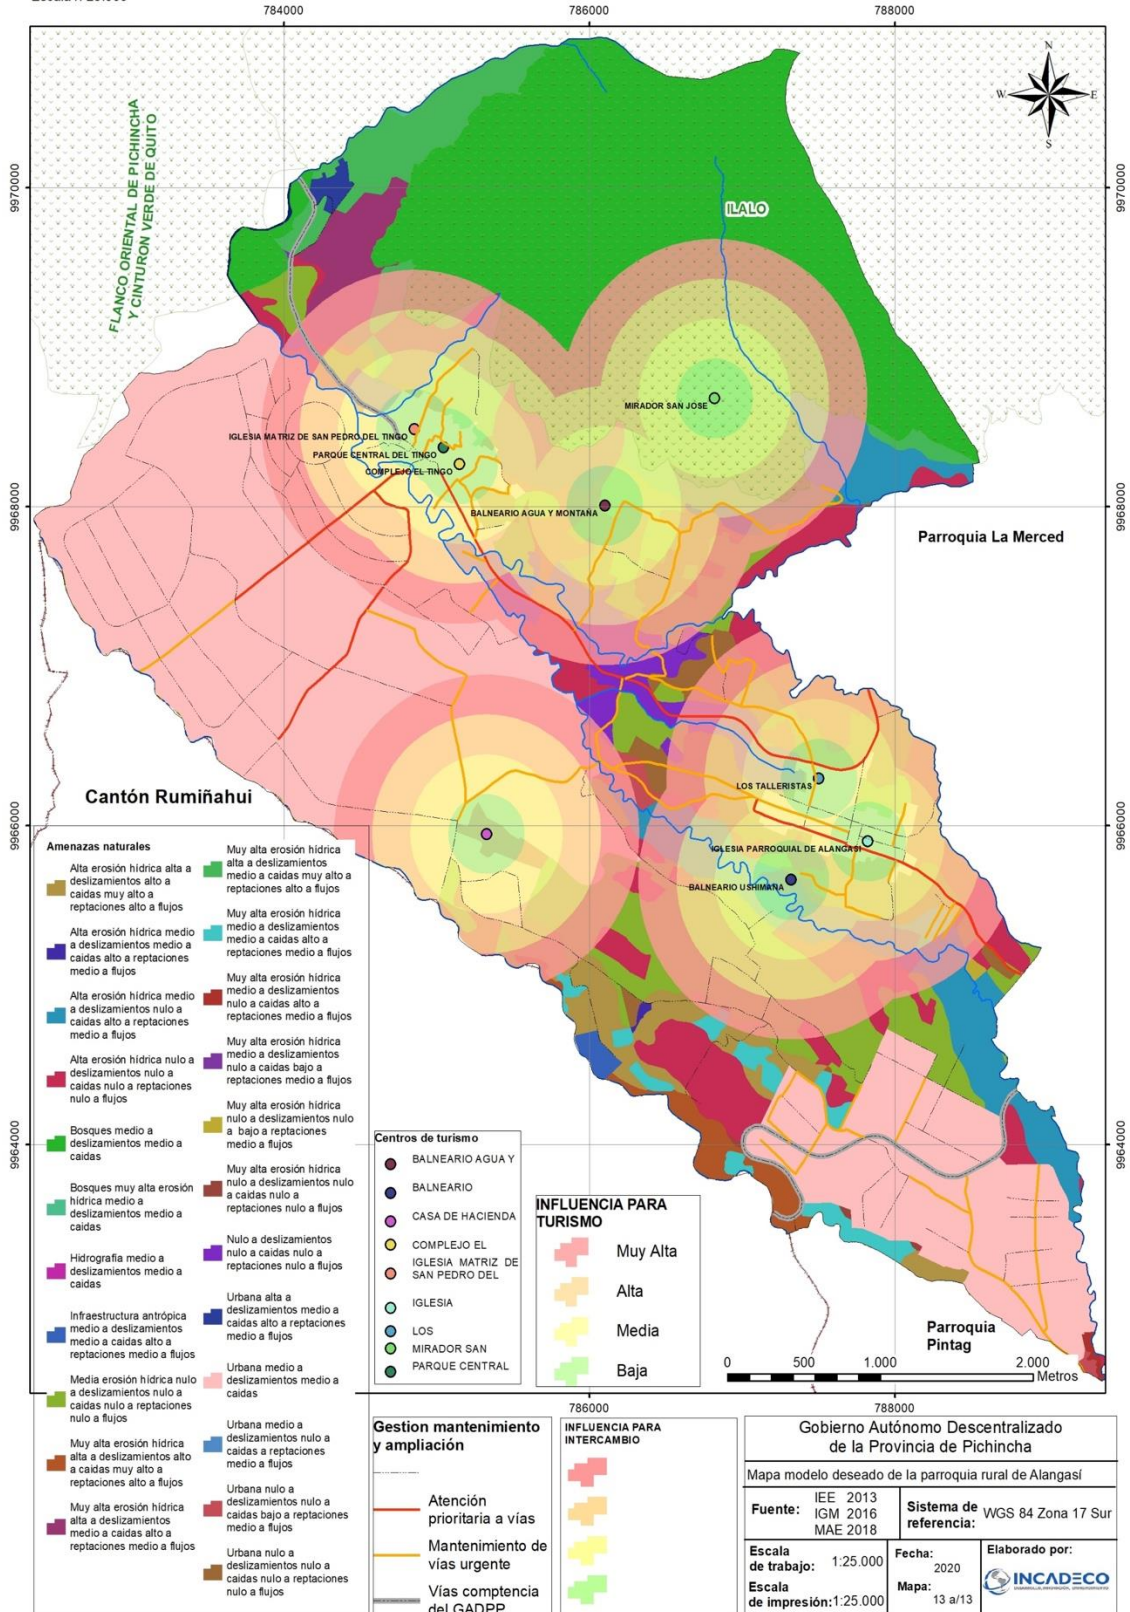 784000
786000
788000
9970000
9970000
N
W
E
S
FLANCO ORIENTAL DE PICHINCHA
Y CINTURON VERDE DE QUITO
ILALO
MIRADOR SAN JOSE
IGLESIA MATRIZ DE SAN PEDRO DEL TINGO
PARQUE CENTRAL DEL TINGO
COMPLEJO EL TINGO
BALNEARIO AGUA Y MONTAÑA
9968000
9968000
Parroquia La Merced
Cantón Rumiñahui
LOS TALLERISTAS
IGLESIA PARROQUIAL DE ALANGASÍ
BALNEARIO USHIMANA
9966000
9966000
9964000
9964000
Parroquia
Pintag
Amenazas naturales
Alta erosión hídrica alta a
deslizamientos alto a
caidas muy alto a
reptaciones alto a flujos
Alta erosión hídrica medio
a deslizamientos medio a
caidas alto a reptaciones
medio a flujos
Alta erosión hídrica medio
a deslizamientos nulo a
caidas alto a reptaciones
medio a flujos
Alta erosión hídrica nulo a
deslizamientos nulo a
caidas nulo a reptaciones
nulo a flujos
Bosques medio a
deslizamientos medio a
caidas
Bosques muy alta erosión
hídrica medio a
deslizamientos medio a
caidas
Hidrografia medio a
deslizamientos medio a
caidas
Infraestructura antrópica
medio a deslizamientos
medio a caidas alto a
reptaciones medio a flujos
Media erosión hídrica nulo
a deslizamientos nulo a
caidas nulo a reptaciones
nulo a flujos
Muy alta erosión hídrica
alta a deslizamientos alto
a caidas muy alto a
reptaciones alto a flujos
Muy alta erosión hídrica
alta a deslizamientos
medio a caidas alto a
reptaciones medio a flujos
Muy alta erosión hídrica
alta a deslizamientos
medio a caidas muy alto a
reptaciones alto a flujos
Muy alta erosión hídrica
medio a deslizamientos
medio a caidas alto a
reptaciones medio a flujos
Muy alta erosión hídrica
medio a deslizamientos
nulo a caidas alto a
reptaciones medio a flujos
Muy alta erosión hídrica
medio a deslizamientos
nulo a caidas bajo a
reptaciones medio a flujos
Muy alta erosión hídrica
nulo a deslizamientos nulo
a bajo a reptaciones
medio a flujos
Muy alta erosión hídrica
nulo a deslizamientos nulo
a caidas nulo a
reptaciones nulo a flujos
Nulo a deslizamientos
nulo a caidas nulo a
reptaciones nulo a flujos
Urbana alta a
deslizamientos medio a
caidas alto a reptaciones
medio a flujos
Urbana medio a
deslizamientos medio a
caidas
Urbana medio a
deslizamientos nulo a
caidas a reptaciones
medio a flujos
Urbana nulo a
deslizamientos nulo a
caidas bajo a reptaciones
medio a flujos
Urbana nulo a
deslizamientos nulo a
caidas nulo a reptaciones
nulo a flujos
Centros de turismo
BALNEARIO AGUA Y
BALNEARIO
CASA DE HACIENDA
COMPLEJO EL
IGLESIA MATRIZ DE
SAN PEDRO DEL
IGLESIA
LOS
MIRADOR SAN
PARQUE CENTRAL
INFLUENCIA PARA
TURISMO
Muy Alta
Alta
Media
Baja
0 500 1.000 2.000
Metros
786000
788000
Gestion mantenimiento
y ampliación
Atención
prioritaria a vías
Mantenimiento de
vías urgente
Vías comptencia
del GADPP
INFLUENCIA PARA
INTERCAMBIO
Gobierno Autónomo Descentralizado
de la Provincia de Pichincha
Mapa modelo deseado de la parroquia rural de Alangasí
Fuente:
IEE 2013
IGM 2016
MAE 2018
Sistema de
referencia:
WGS 84 Zona 17 Sur
Escala
de trabajo: 1:25.000
Escala
de impresión: 1:25.000
Fecha:
2020
Mapa:
13 a/13
Elaborado por:
INCADECO